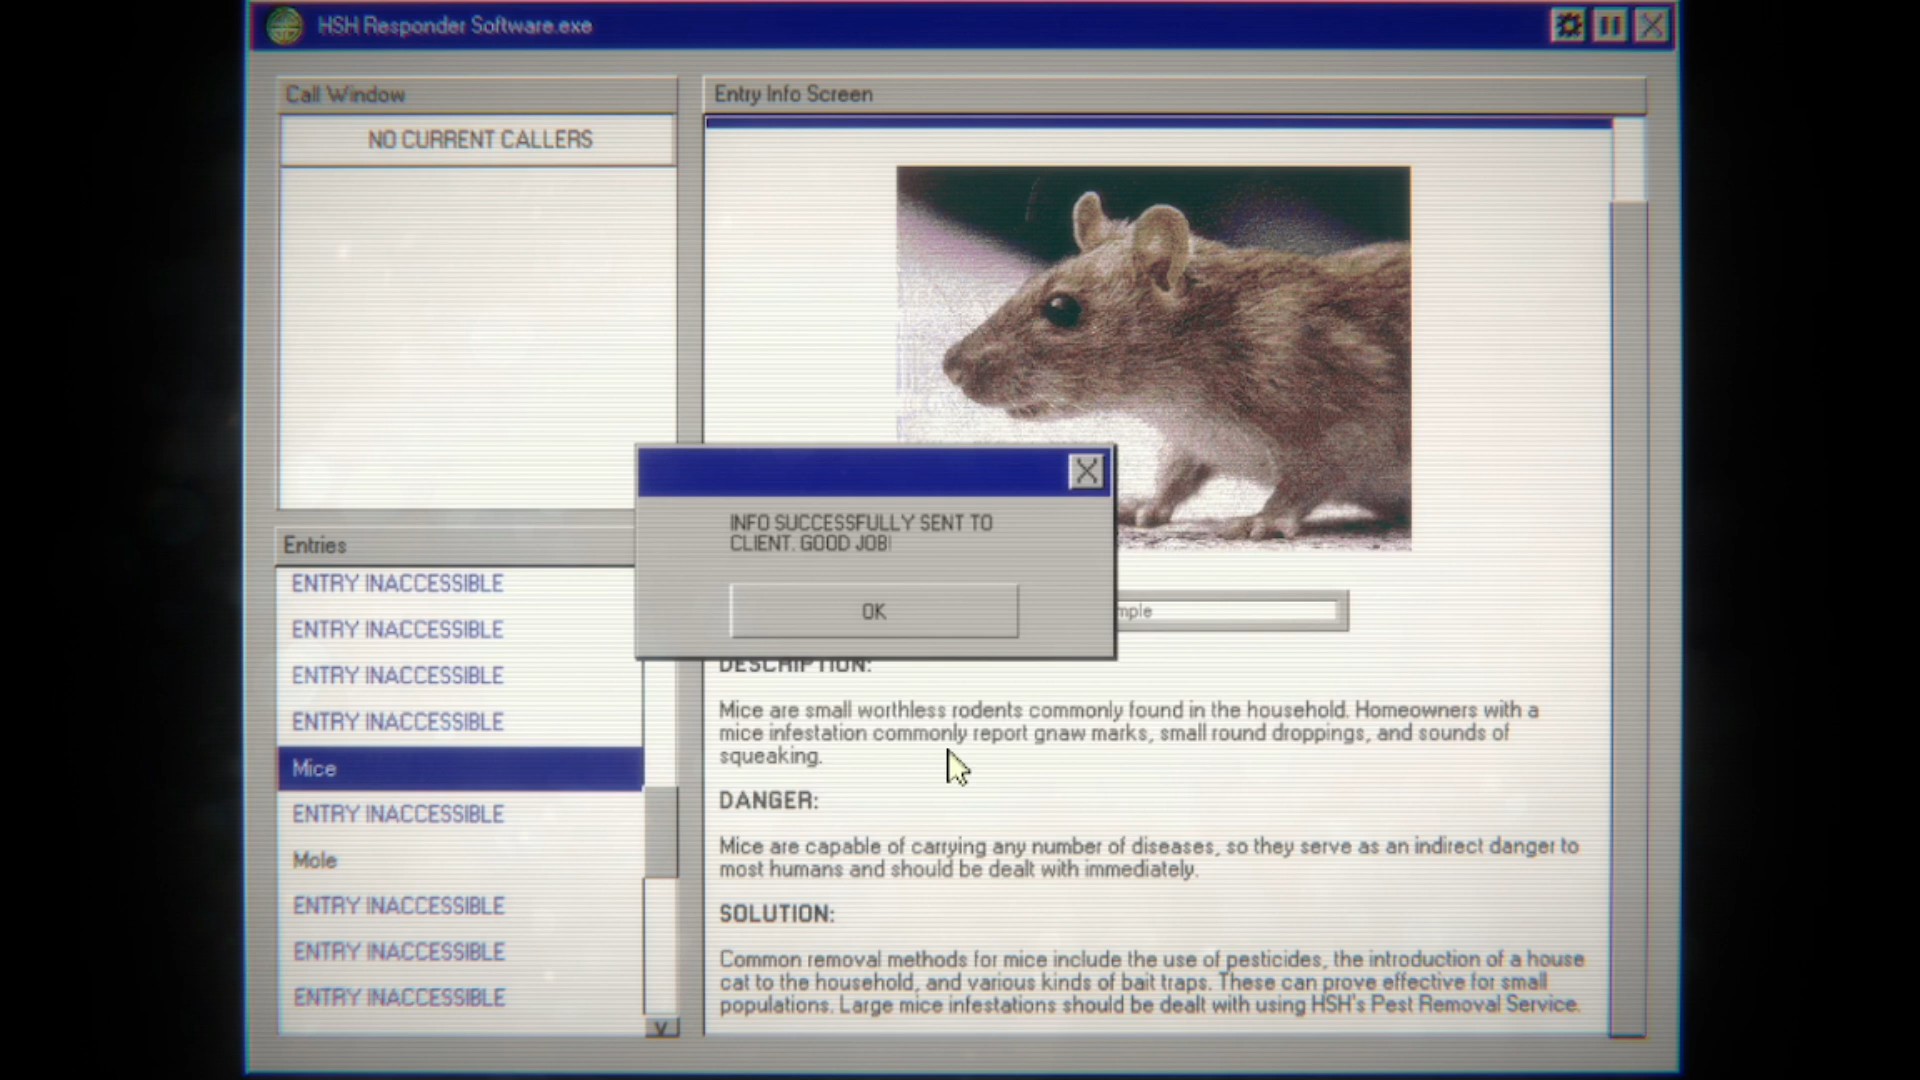 HSH Responder Software.exe
Call Window
NO CURRENT CALLERS
Entry Info Screen
INFO SUCCESSFULLY SENT TO
CLIENT. GOOD JOB!
OK
Entries
ENTRY INACCESSIBLE
ENTRY INACCESSIBLE
ENTRY INACCESSIBLE
ENTRY INACCESSIBLE
Mice
ENTRY INACCESSIBLE
Mole
ENTRY INACCESSIBLE
ENTRY INACCESSIBLE
ENTRY INACCESSIBLE
V
DESCRIPTION:
Mice are small worthless rodents commonly found in the household. Homeowners with a
mice infestation commonly report gnaw marks, small round droppings, and sounds of
squeaking.
DANGER:
Mice are capable of carrying any number of diseases, so they serve as an indirect danger to
most humans and should be dealt with immediately.
SOLUTION:
Common removal methods for mice include the use of pesticides, the introduction of a house
cat to the household, and various kinds of bait traps. These can prove effective for small
populations. Large mice infestations should be dealt with using HSH's Pest Removal Service.